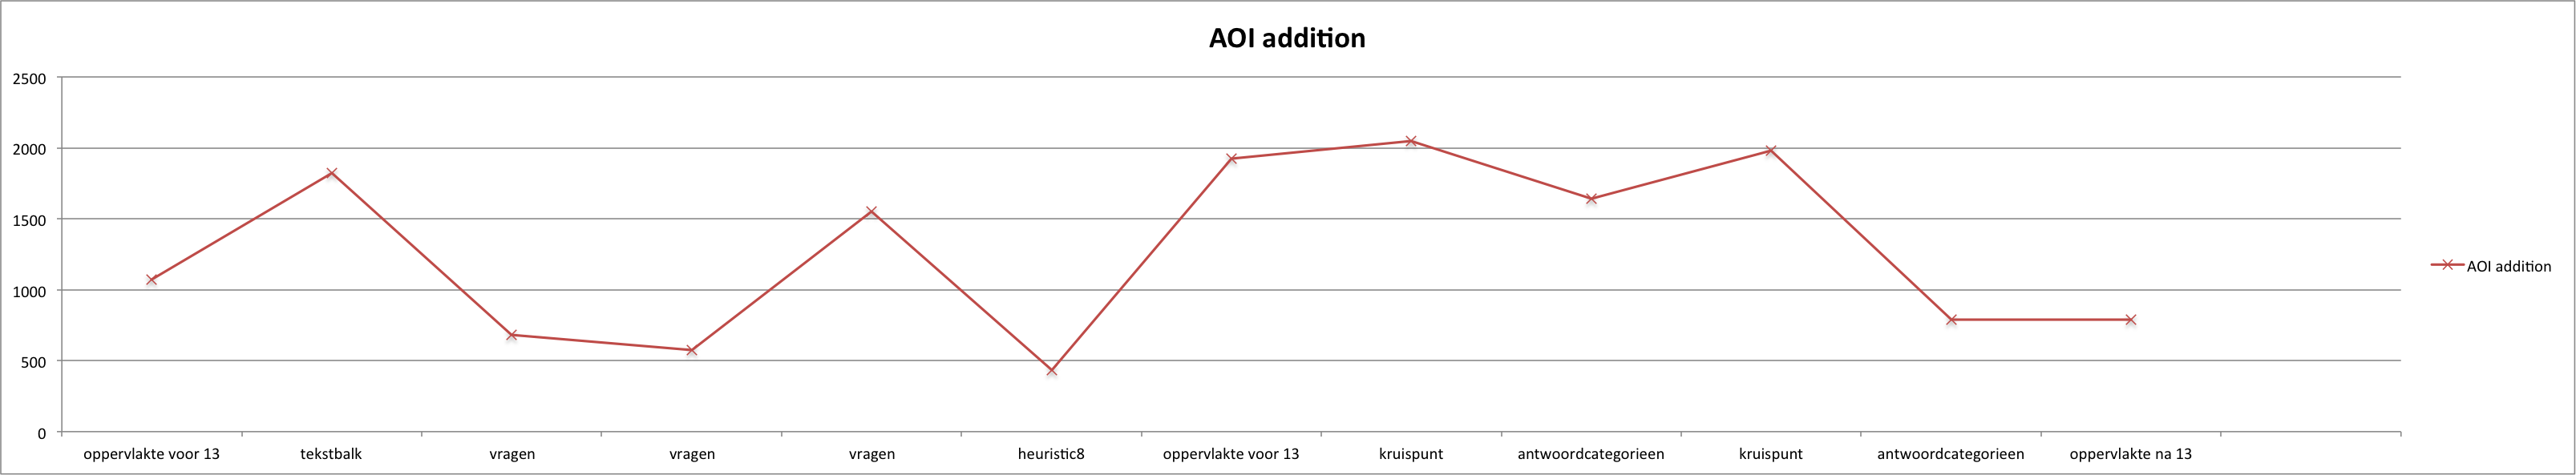 AOI addition
2500
2000
1500
1000
500
0
oppervlakte voor 13 tekstbalk vragen vragen vragen heuristic8 oppervlakte voor 13 kruispunt antwoordcategorieen kruispunt antwoordcategorieen oppervlakte na 13
AOI addition